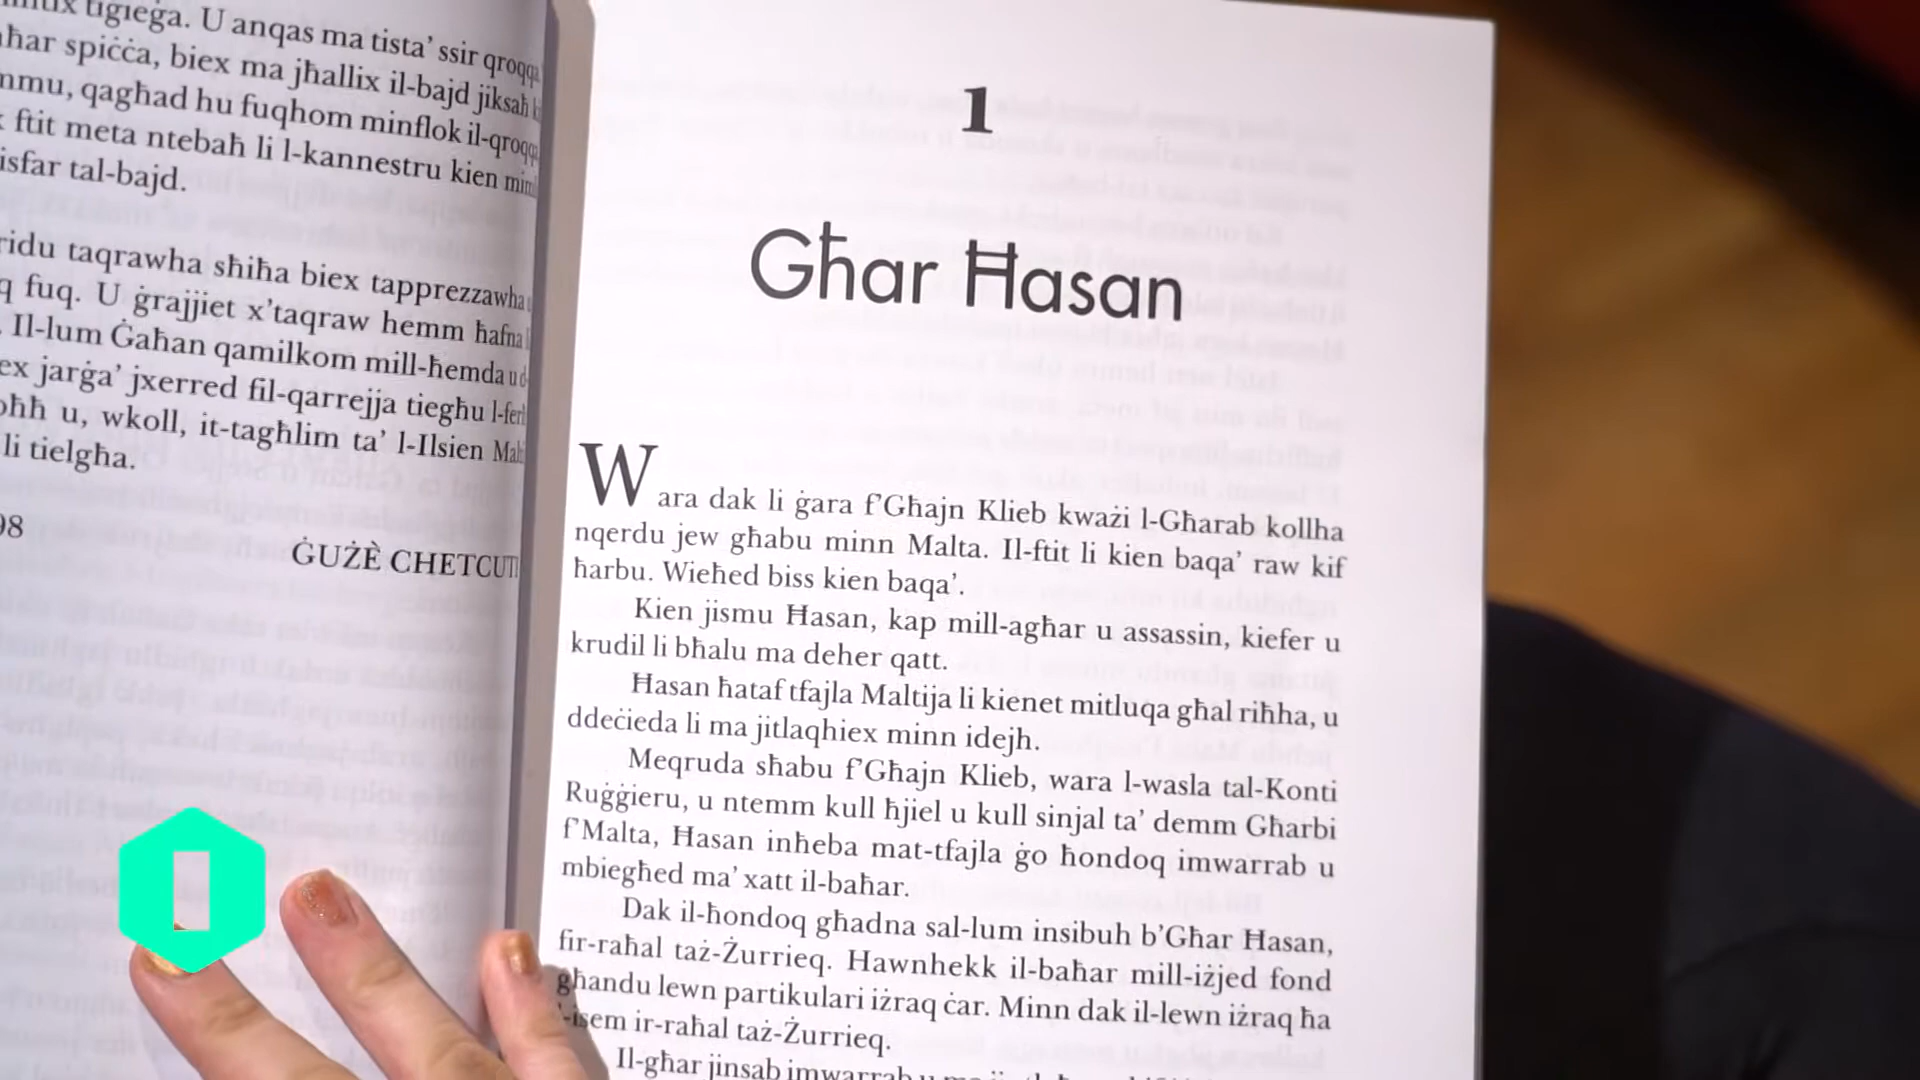 tiġieġa. U anqas ma tista' ssir qroqqa
spiċċa, biex ma jħallix il-bajd jiksaħ
qagħad hu fuqhom minflok il-qroqqa
ftit meta ntebaħ li l-kannestru kien
isfar tal-bajd.
taqrawha sħiħa biex tapprezzawha
fuq. U ġrajjiet x'taqraw hemm ħafna
Il-lum Ġaħan qamilkom mill-ħemda
jarġa' jxerred fil-qarrejja tiegħu l-ferħ
u, wkoll, it-tagħlim ta' l-Ilsien
li tielgħa.
ĠUŻÈ CHETCUTI
1
Għar Ħasan
Wara dak li ġara f'Għajn Klieb kważi l-Għarab kollha
nqerdu jew għabu minn Malta. Il-ftit li kien baqa' raw kif
ħarbu. Wieħed biss kien baqa'.
Kien jismu Ħasan, kap mill-agħar u assassin, kiefer u
krudil li bħalu ma deher qatt.
Ħasan ħataf tfajla Maltija li kienet mitluqa għal riħha, u
ddeċieda li ma jitlaqhiex minn idejh.
Meqruda sħabu f'Għajn Klieb, wara l-wasla tal-Konti
Ruġġieru, u ntemm kull ħjiel u kull sinjal ta' demm Għarbi
f'Malta, Ħasan inħeba mat-tfajla ġo ħondoq imwarrab u
mbiegħed ma' xatt il-baħar.
Dak il-ħondoq għadna sal-lum insibuh b'Għar Ħasan,
fir-raħal taż-Żurrieq. Hawnhekk il-baħar mill-iżjed fond
għandu lewn partikulari iżraq ċar. Minn dak il-lewn iżraq ħa
l-isem ir-raħal taż-Żurrieq.
Il-għar jinsab imwarrab u